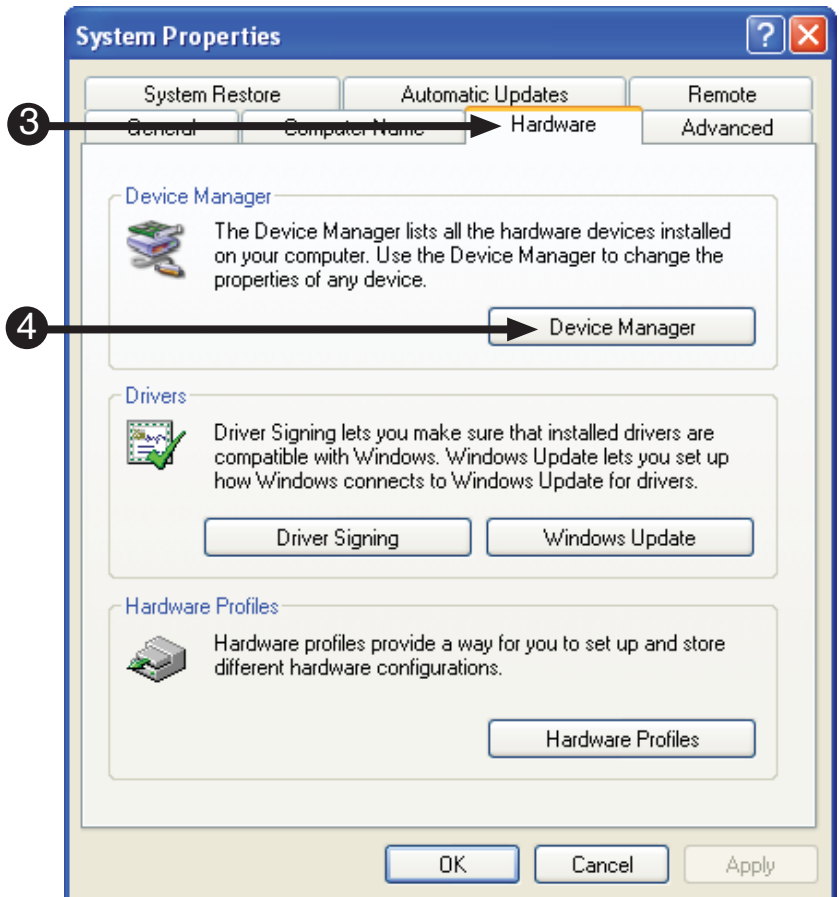 System Properties
System Restore
Automatic Updates
Remote
3
General
Computer Name
Hardware
Advanced
Device Manager
The Device Manager lists all the hardware devices installed
on your computer. Use the Device Manager to change the
properties of any device.
4
Device Manager
Drivers
Driver Signing lets you make sure that installed drivers are
compatible with Windows. Windows Update lets you set up
how Windows connects to Windows Update for drivers.
Driver Signing
Windows Update
Hardware Profiles
Hardware profiles provide a way for you to set up and store
different hardware configurations.
Hardware Profiles
OK
Cancel
Apply